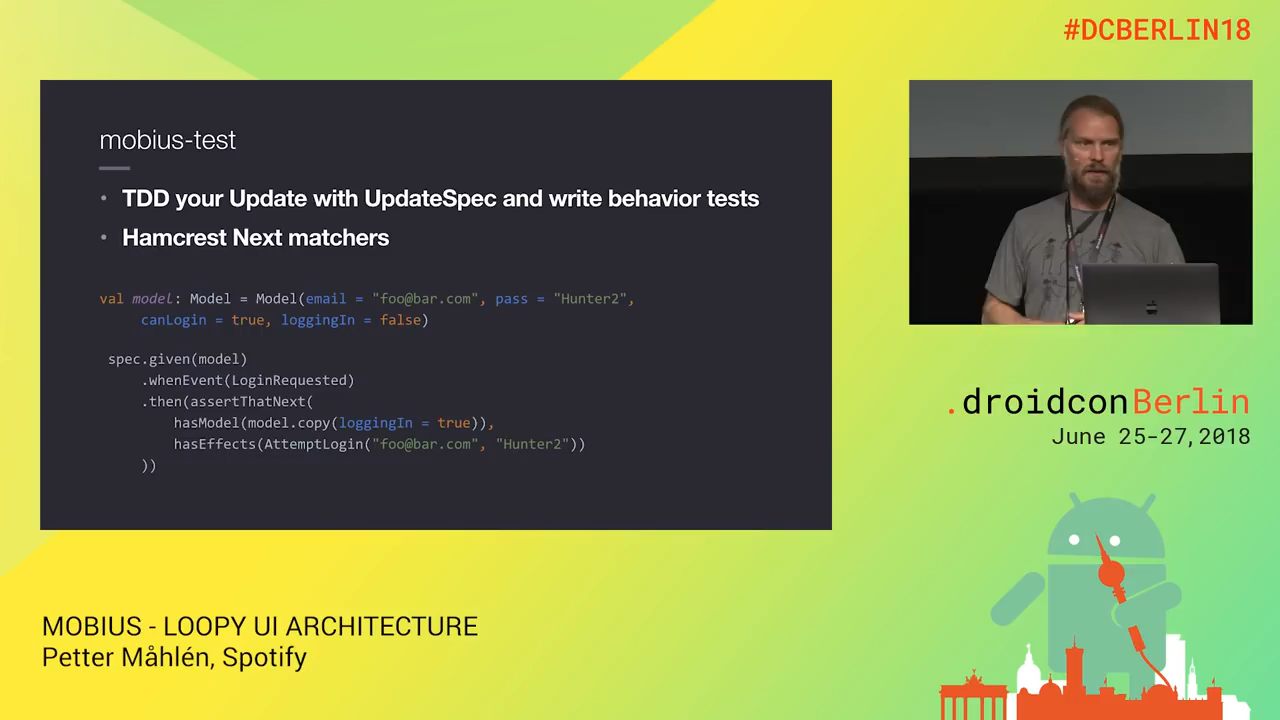 #DCBERLIN18
mobius-test
• TDD your Update with UpdateSpec and write behavior tests
• Hamcrest Next matchers
val model: Model = Model(email = "foo@bar.com", pass = "Hunter2",
canLogin = true, loggingIn = false)
spec.given(model)
.whenEvent(LoginRequested)
.then(assertThatNext(
hasModel(model.copy(loggingIn = true)),
hasEffects(AttemptLogin("foo@bar.com", "Hunter2"))
))
.droidconBerlin
June 25-27,2018
MOBIUS - LOOPY UI ARCHITECTURE
Petter Måhlén, Spotify